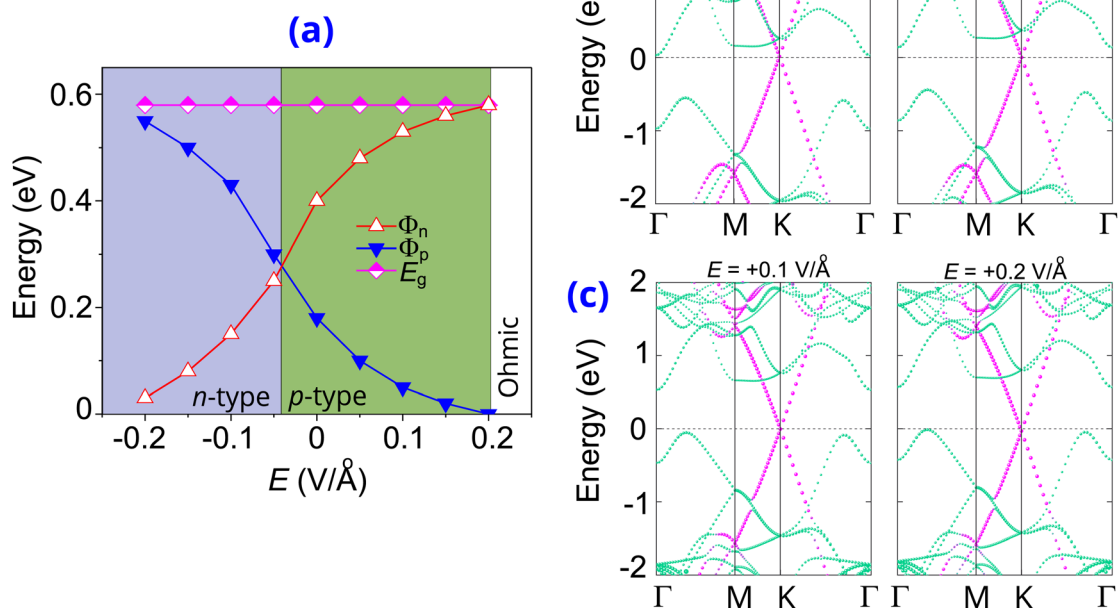 (a)
Energy (eV)
0.6
0.4
0.2
0
Φn
Φp
Eg
n-type
p-type
Ohmic
-0.2
-0.1
0
0.1
0.2
E (V/Å)
0
-1
-2
Γ
M
K
Γ
Γ
M
K
Γ
(c)
E = +0.1 V/Å
E = +0.2 V/Å
Energy (eV)
2
1
0
-1
-2
Γ
M
K
Γ
Γ
M
K
Γ